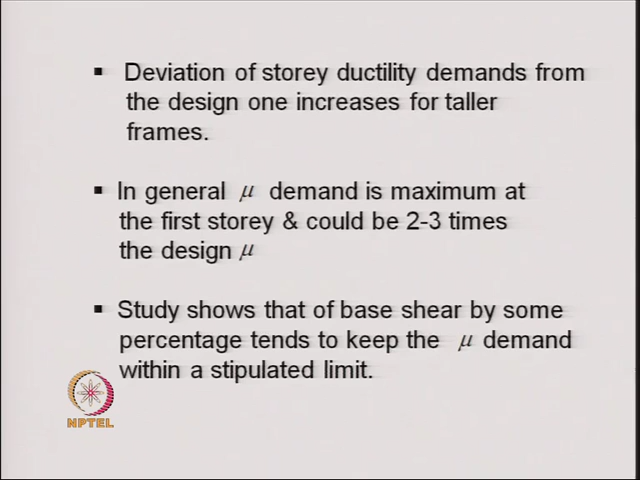 ▪ Deviation of storey ductility demands from
the design one increases for taller
frames.
▪ In general μ demand is maximum at
the first storey & could be 2-3 times
the design μ
▪ Study shows that of base shear by some
percentage tends to keep the μ demand
within a stipulated limit.
NPTEL